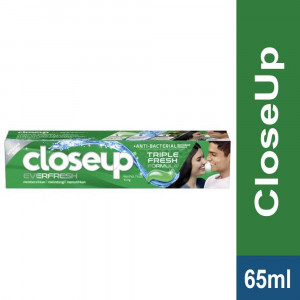 closeup
EVERFRESH
+ANTI-BACTERIAL
TRIPLE
FRESH
FORMULA
CloseUp
65ml